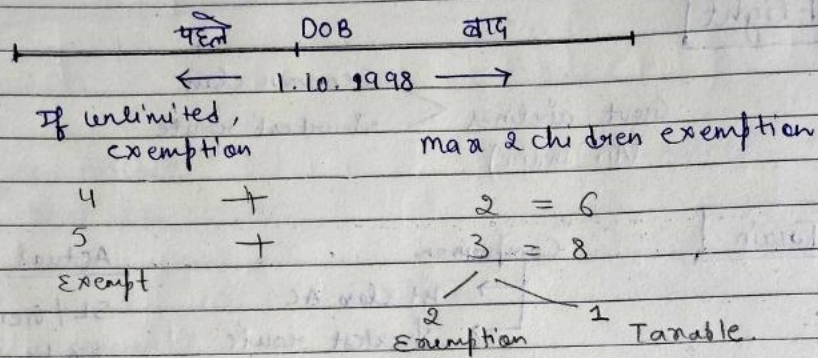 पहले DOB बाद
← 1.10.1998 →
If unlimited, exemption
max 2 children exemption
4 + 2 = 6
5 + 3 = 8
Exempt
2 Exemption 1 Taxable.